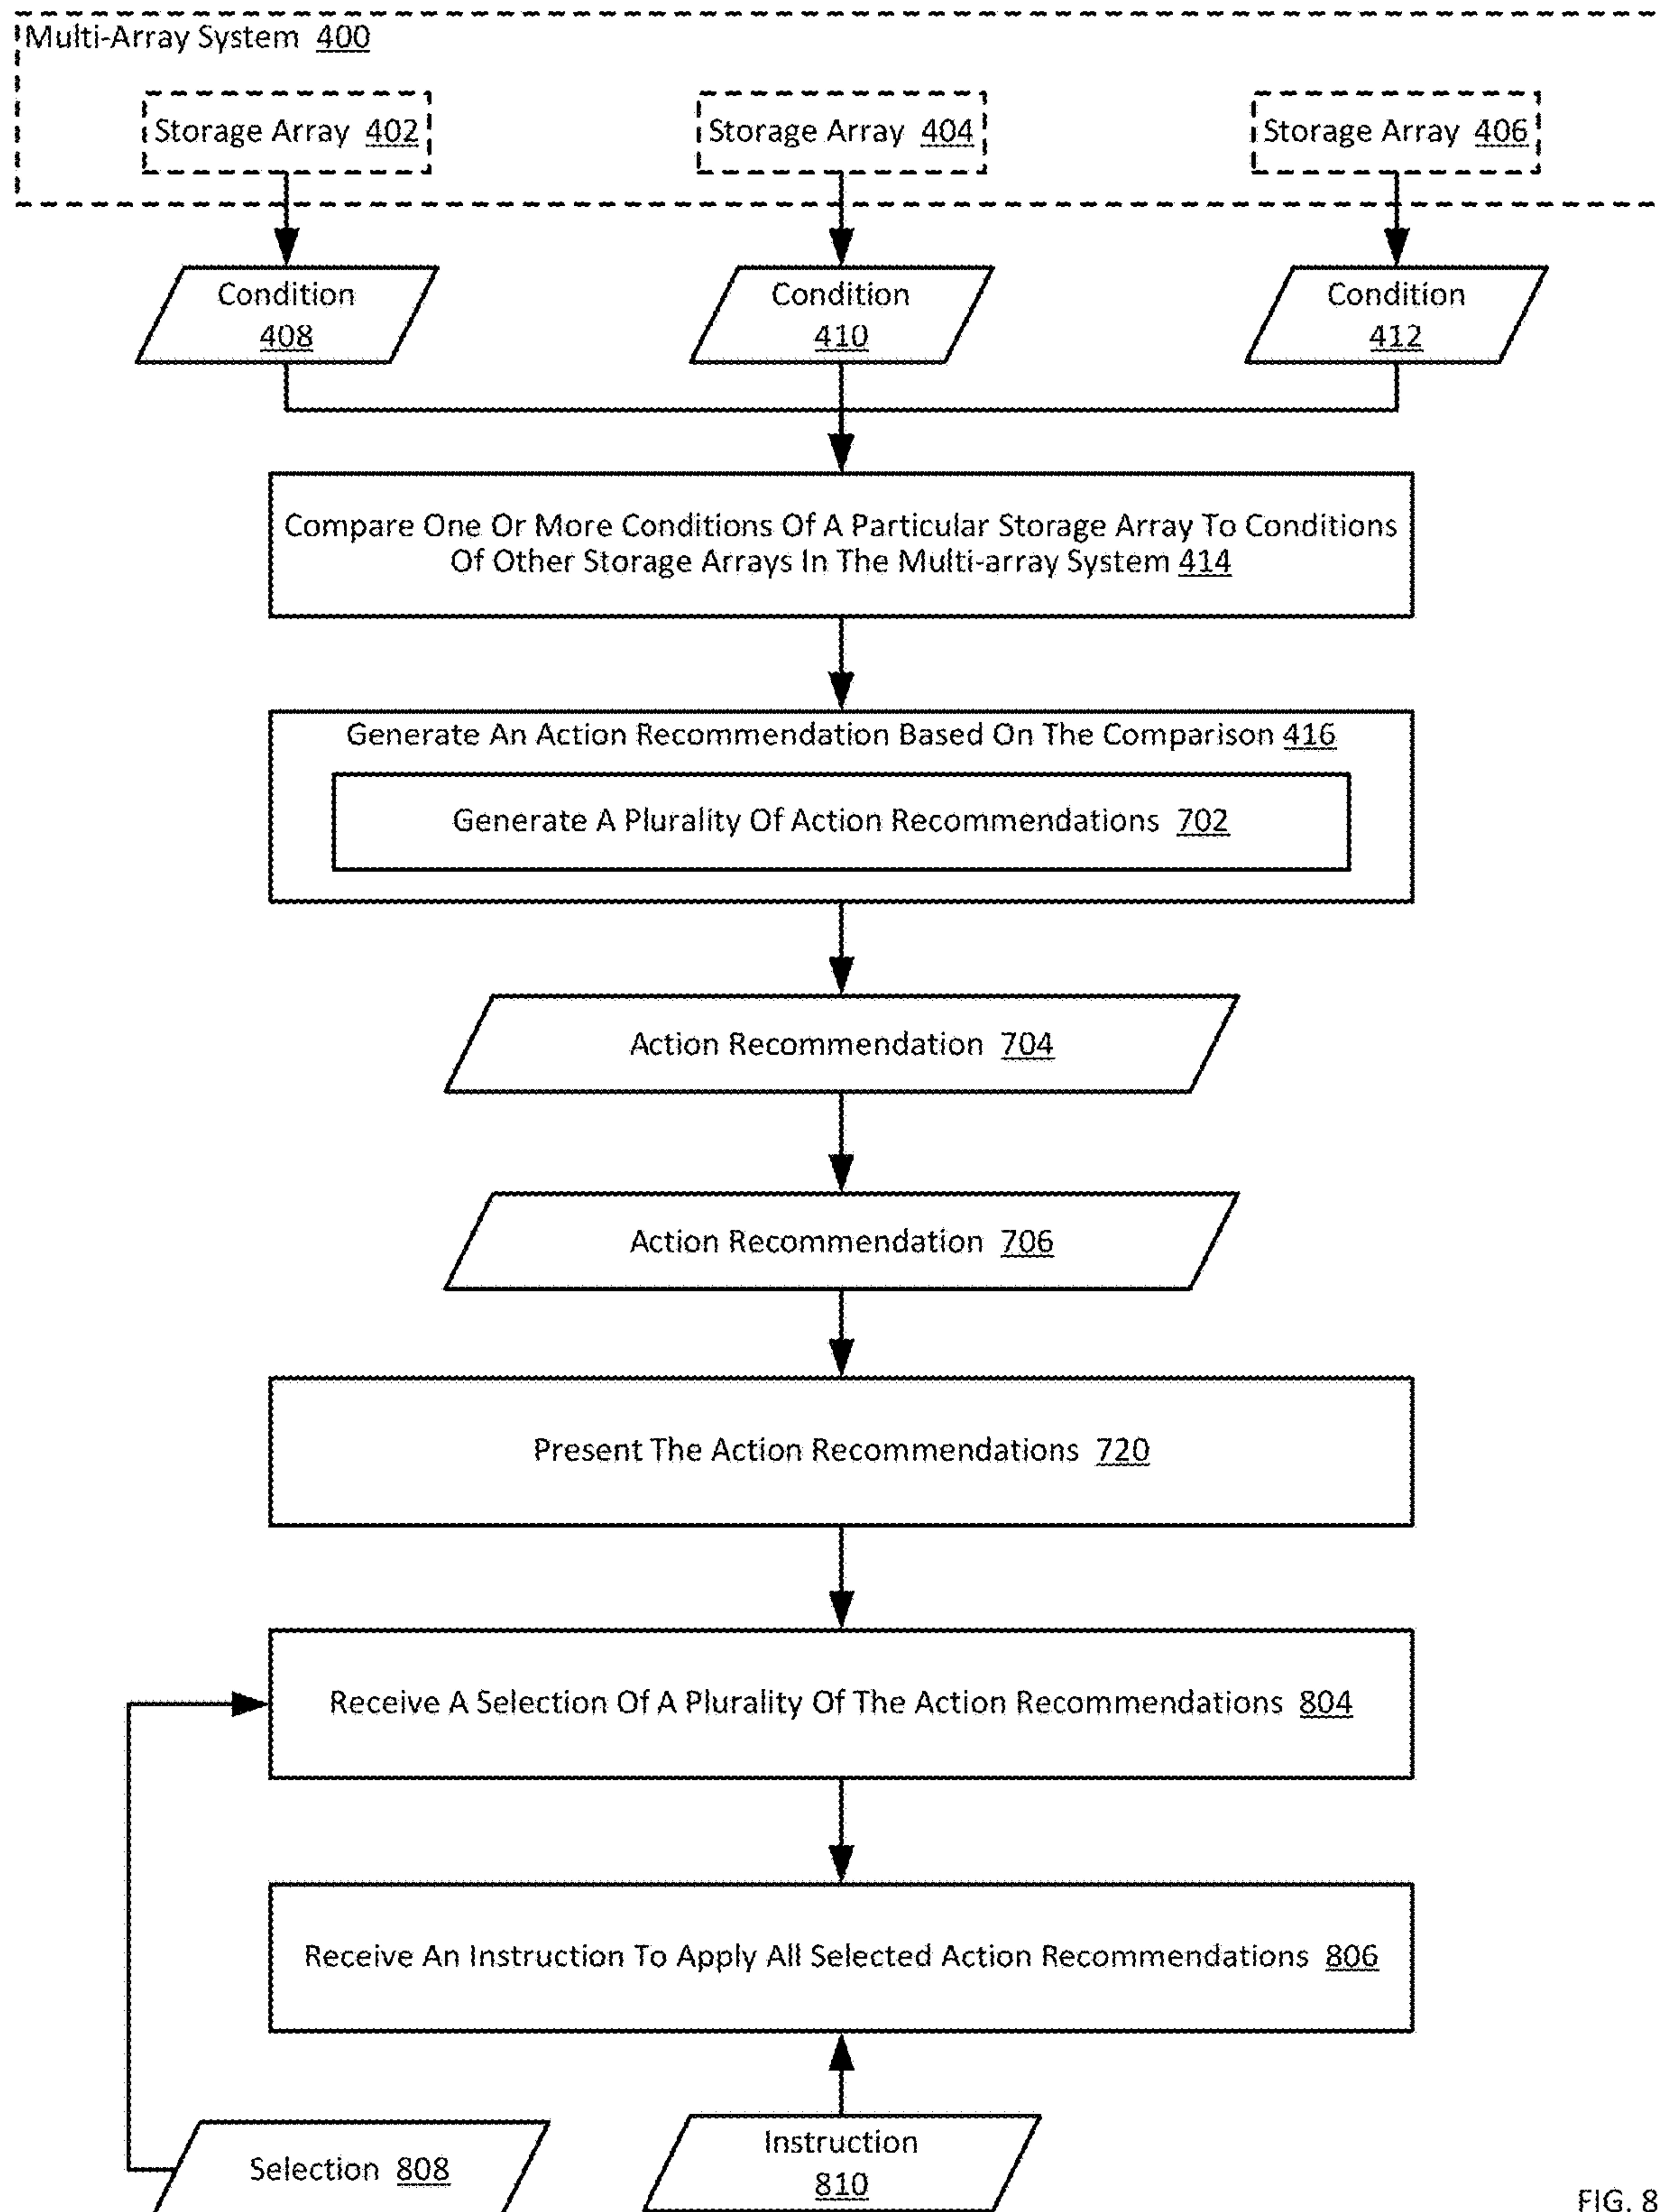 Multi-Array System 400
Storage Array 402
Storage Array 404
Storage Array 406
Condition
408
Condition
410
Condition
412
Compare One Or More Conditions Of A Particular Storage Array To Conditions
Of Other Storage Arrays In The Multi-array System 414
Generate An Action Recommendation Based On The Comparison 416
Generate A Plurality Of Action Recommendations 702
Action Recommendation 704
Action Recommendation 706
Present The Action Recommendations 720
Receive A Selection Of A Plurality Of The Action Recommendations 804
Receive An Instruction To Apply All Selected Action Recommendations 806
Selection 808
Instruction
810
FIG. 8